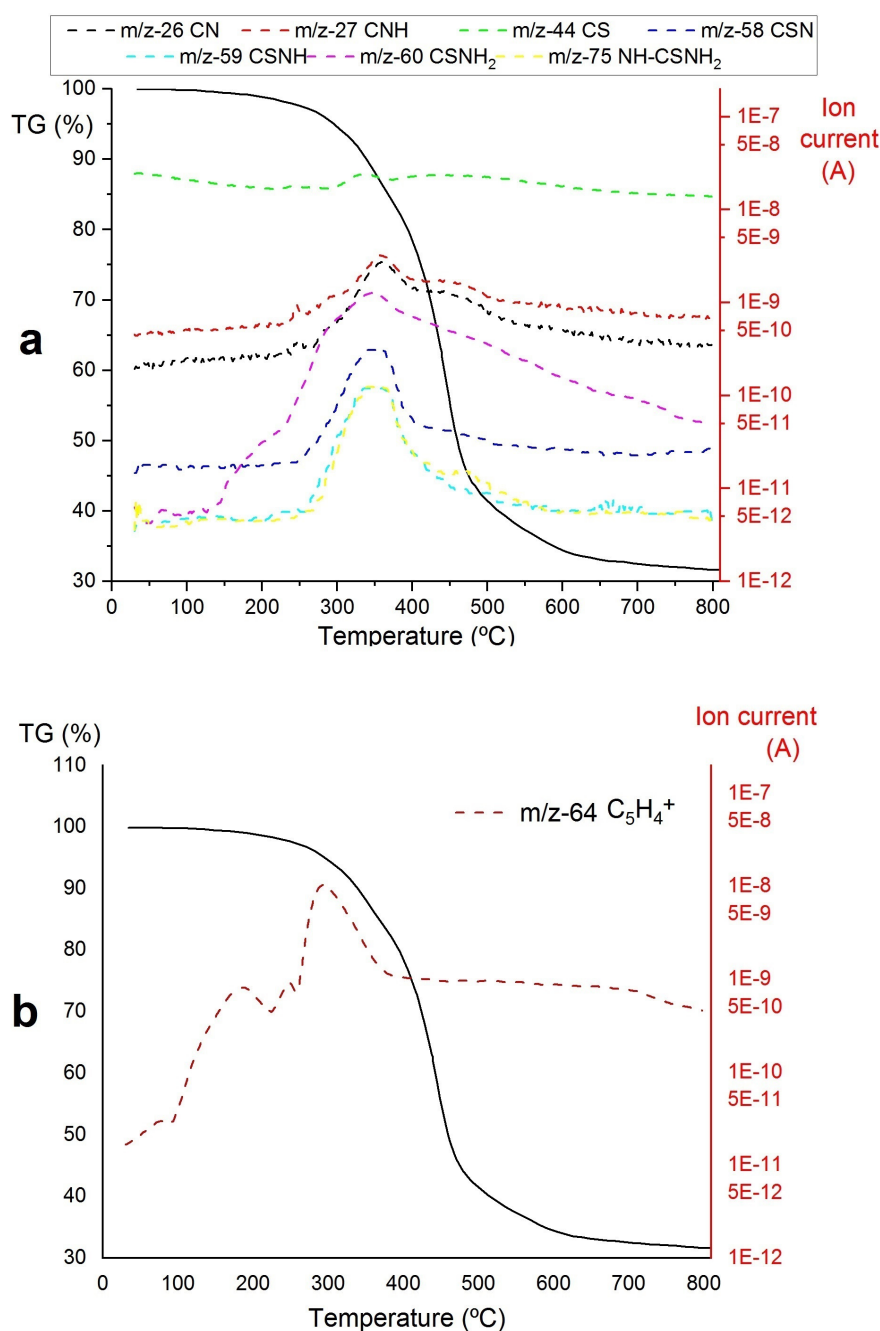 m/z-26 CN m/z-27 CNH m/z-44 CS m/z-58 CSN
m/z-59 CSNH m/z-60 CSNH₂ m/z-75 NH-CSNH₂
TG (%)
100
90
80
70
60
50
40
30
Ion
current
(A)
1E-7
5E-8
1E-8
5E-9
1E-9
5E-10
1E-10
5E-11
1E-11
5E-12
1E-12
a
0 100 200 300 400 500 600 700 800
Temperature (ºC)
TG (%)
110
100
90
80
70
60
50
40
30
Ion current
(A)
m/z-64 C₅H₄⁺
1E-7
5E-8
1E-8
5E-9
1E-9
5E-10
1E-10
5E-11
1E-11
5E-12
1E-12
b
0 100 200 300 400 500 600 700 800
Temperature (ºC)